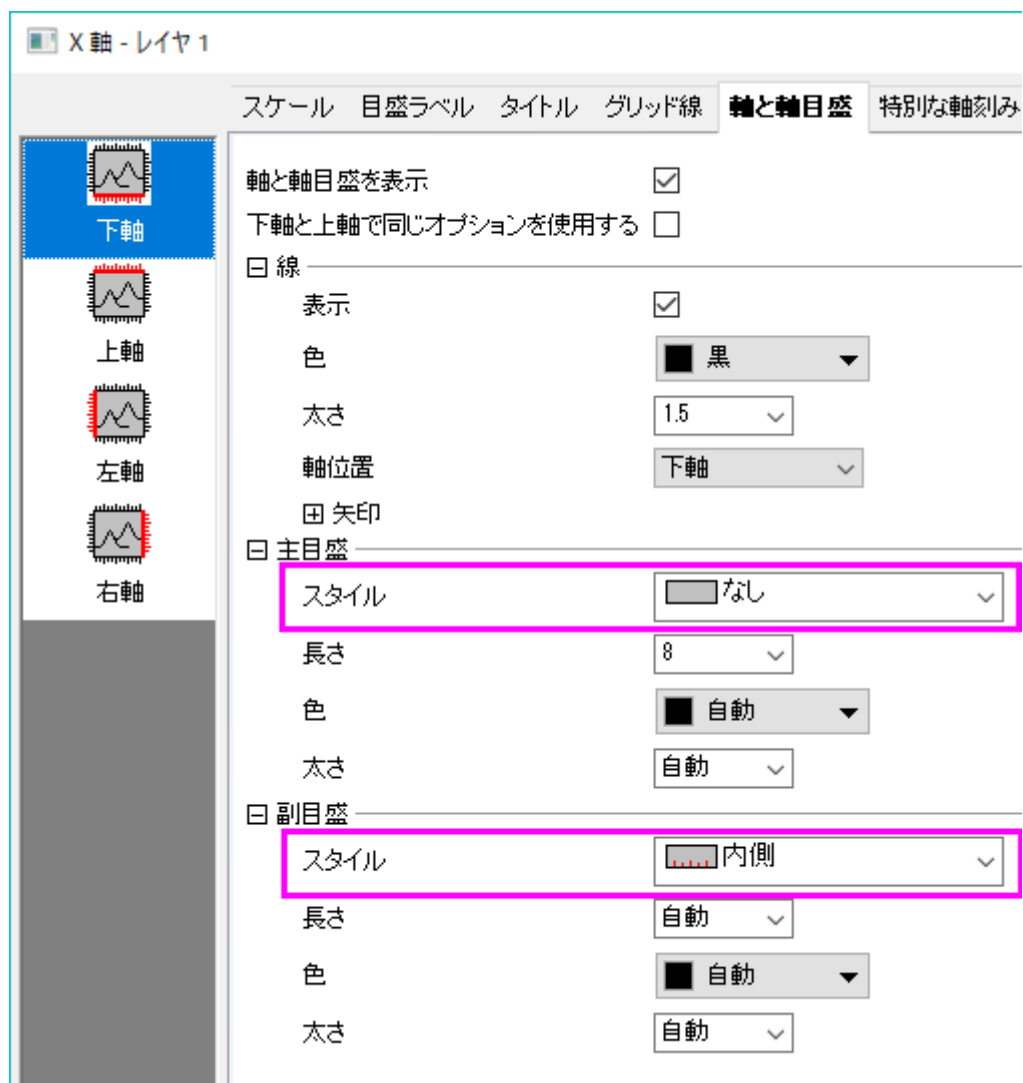 X 軸 - レイヤ 1
スケール 目盛ラベル タイトル グリッド線 軸と軸目盛 特別な軸刻み
下軸
上軸
左軸
右軸
軸と軸目盛を表示
下軸と上軸で同じオプションを使用する
線
表示
色 黒
太さ 1.5
軸位置 下軸
矢印
主目盛
スタイル なし
長さ 8
色 自動
太さ 自動
副目盛
スタイル 内側
長さ 自動
色 自動
太さ 自動